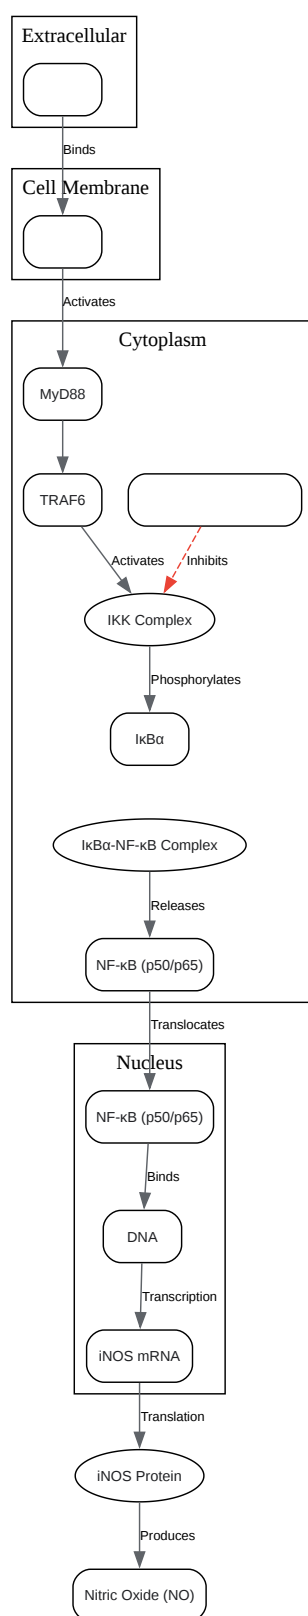 Extracellular
Binds
Cell Membrane
Activates
Cytoplasm
MyD88
TRAF6
Activates
Inhibits
IKK Complex
Phosphorylates
IκBα
IκBα-NF-κB Complex
Releases
NF-κB (p50/p65)
Translocates
Nucleus
NF-κB (p50/p65)
Binds
DNA
Transcription
iNOS mRNA
Translation
iNOS Protein
Produces
Nitric Oxide (NO)